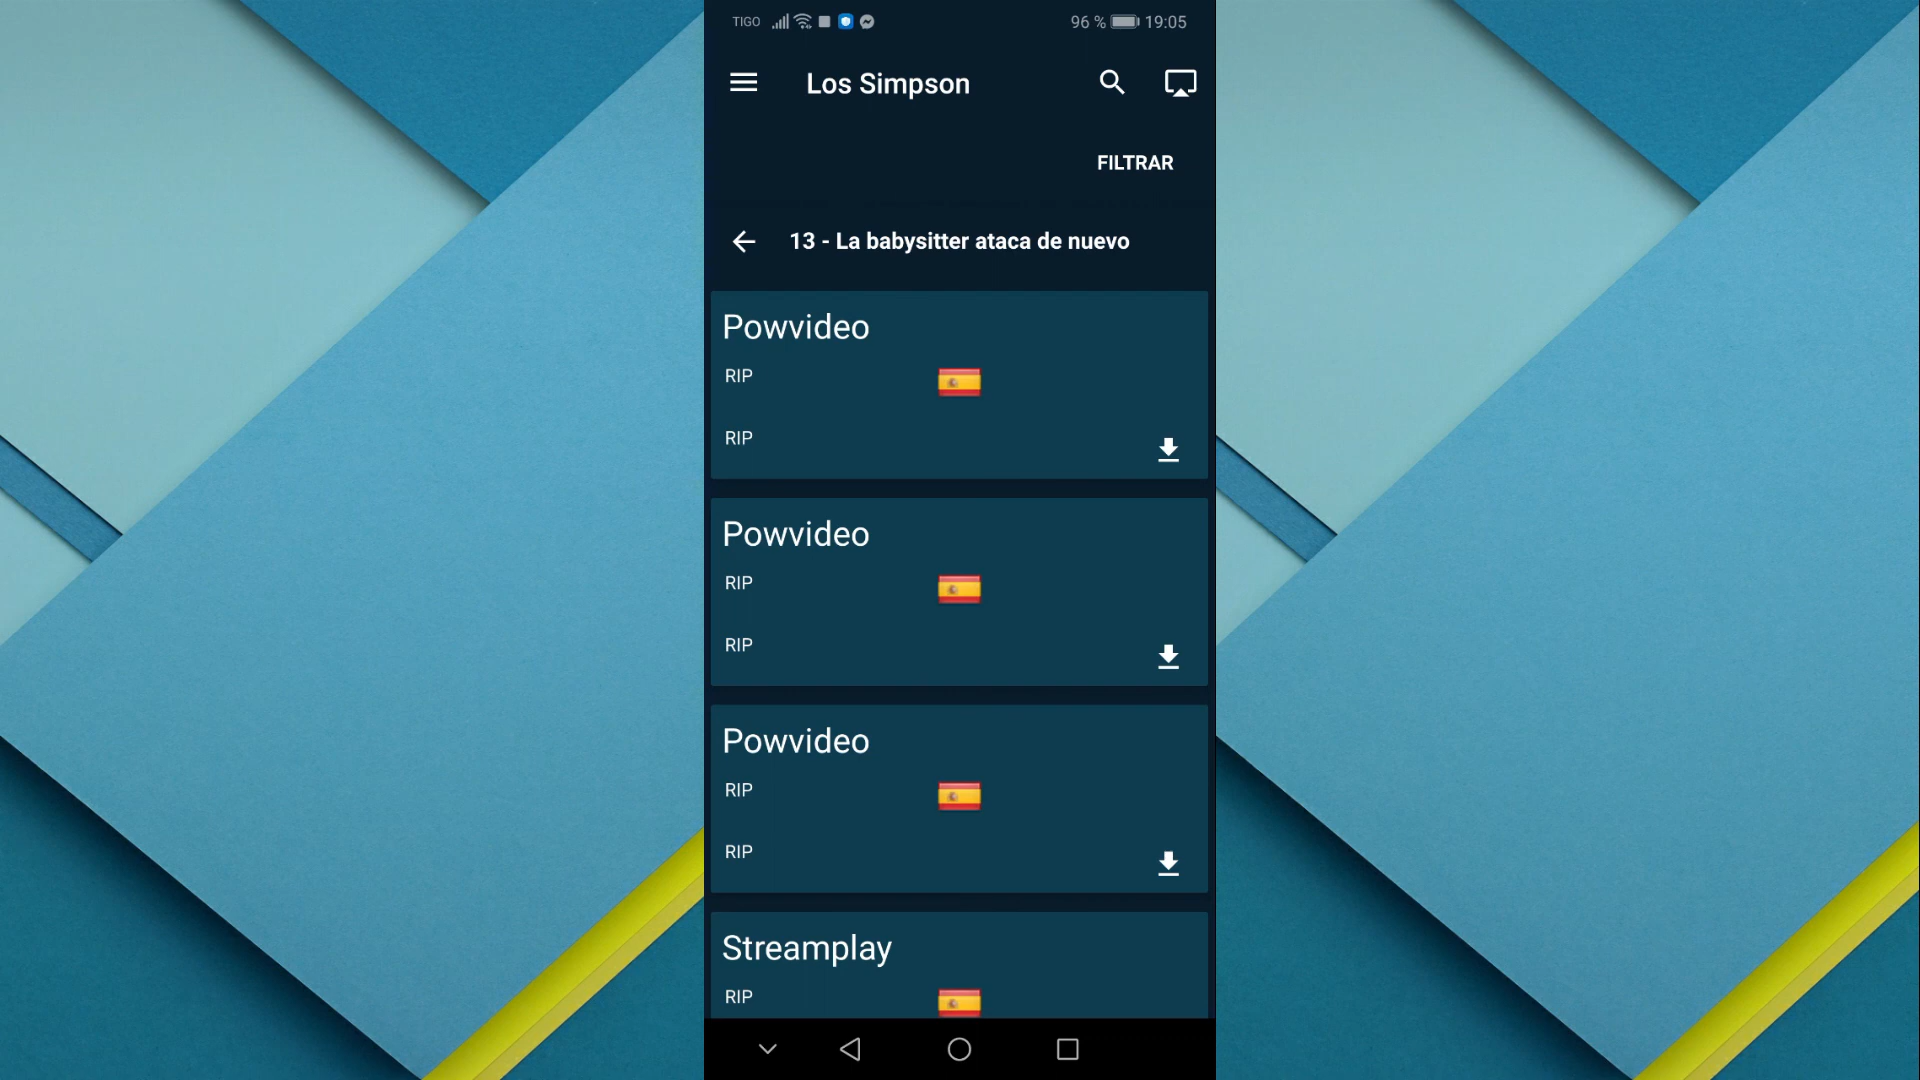 TIGO 96 % 19:05
Los Simpson
FILTRAR
13 - La babysitter ataca de nuevo
Powvideo
RIP
RIP
Powvideo
RIP
RIP
Powvideo
RIP
RIP
Streamplay
RIP